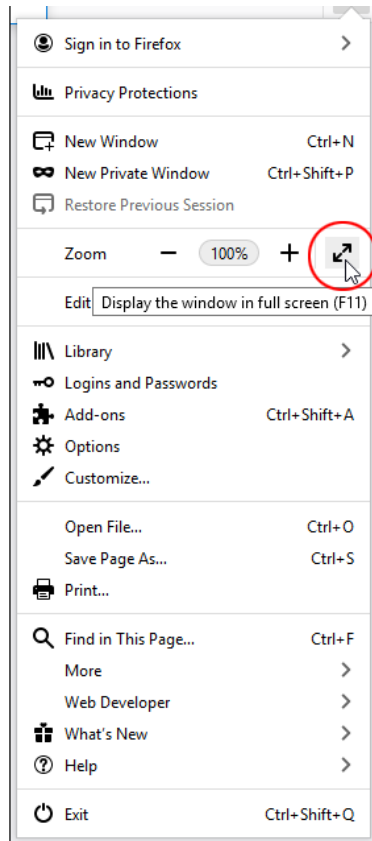 Sign in to Firefox
Privacy Protections
New Window Ctrl+N
New Private Window Ctrl+Shift+P
Restore Previous Session
Zoom 100%
Edit Display the window in full screen (F11)
Library
Logins and Passwords
Add-ons Ctrl+Shift+A
Options
Customize...
Open File... Ctrl+O
Save Page As... Ctrl+S
Print...
Find in This Page... Ctrl+F
More
Web Developer
What's New
Help
Exit Ctrl+Shift+Q